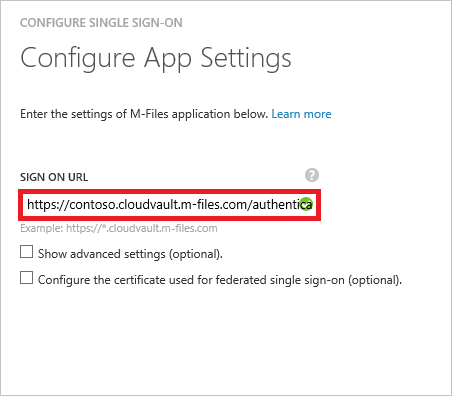 CONFIGURE SINGLE SIGN-ON
Configure App Settings
Enter the settings of M-Files application below. Learn more
SIGN ON URL
?
https://contoso.cloudvault.m-files.com/authentica
Example: https://*.cloudvault.m-files.com
Show advanced settings (optional).
Configure the certificate used for federated single sign-on (optional).